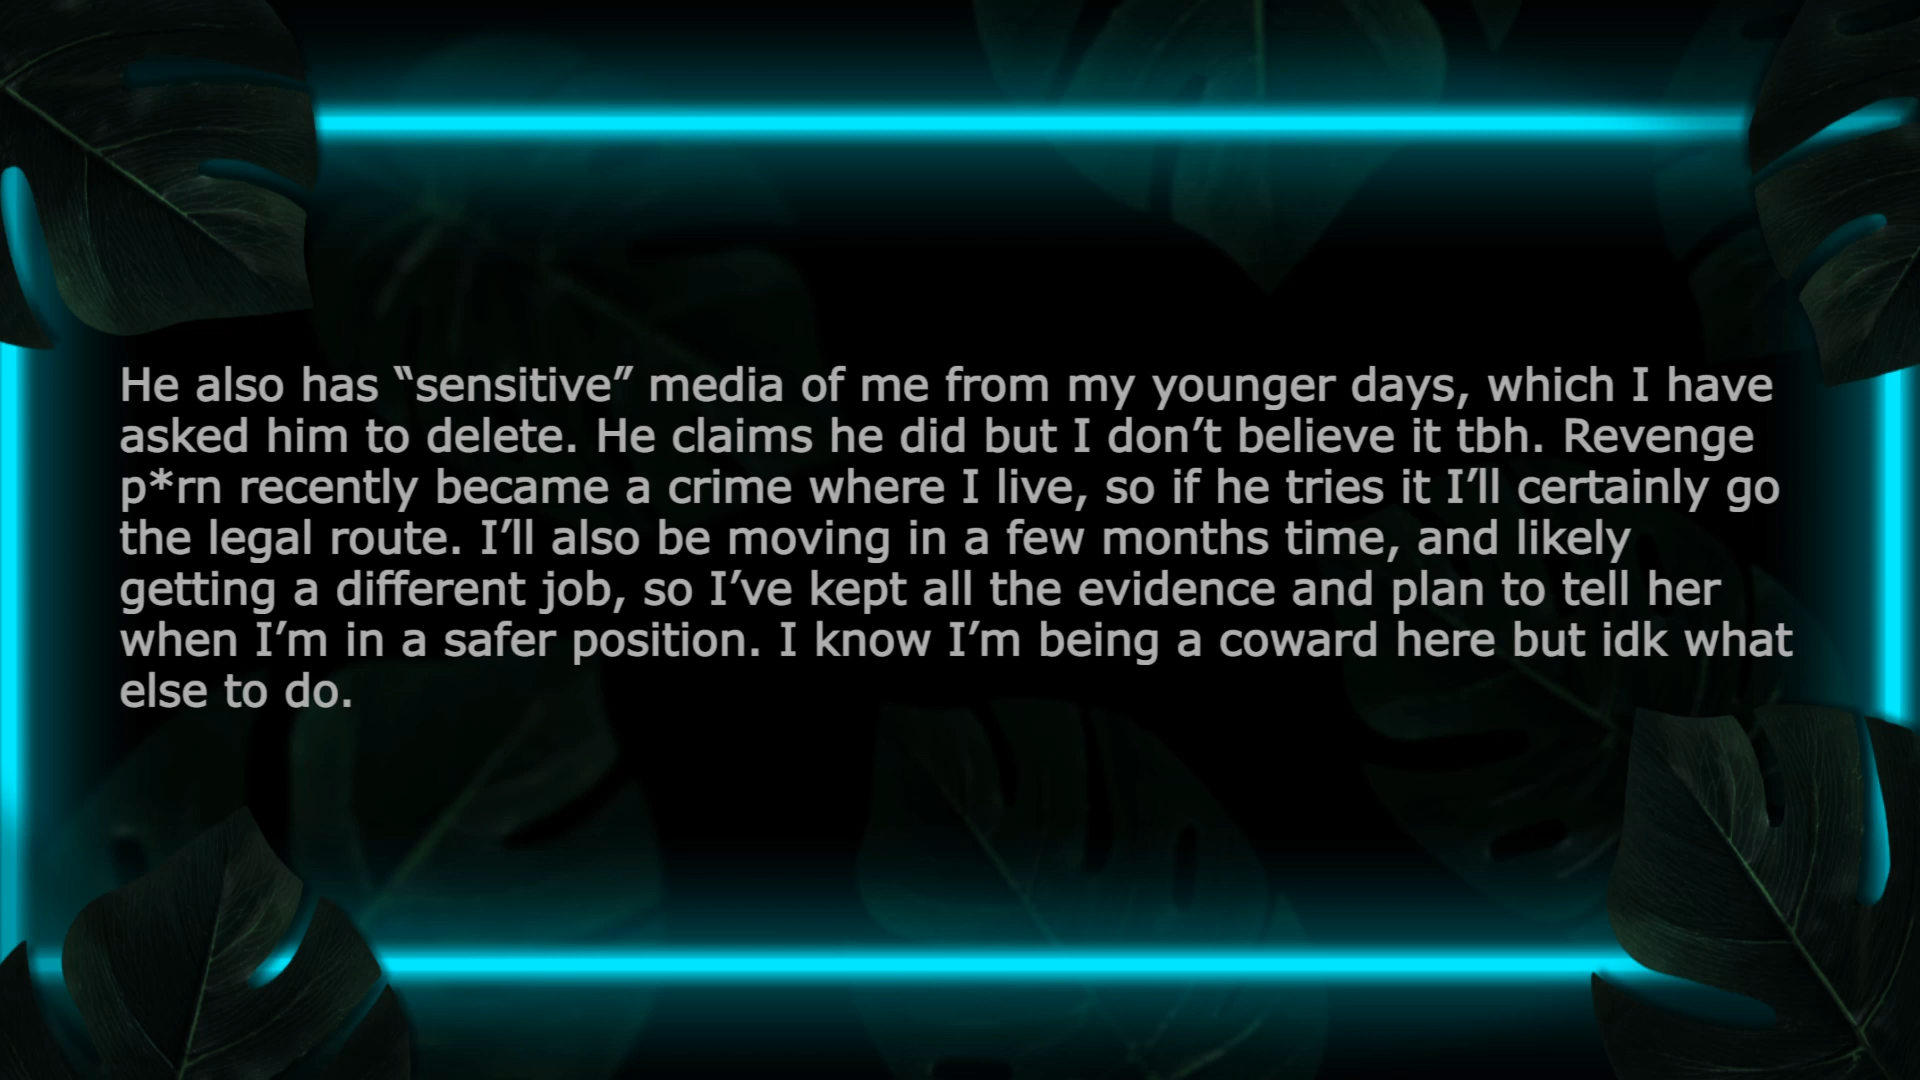 He also has “sensitive” media of me from my younger days, which I have
asked him to delete. He claims he did but I don’t believe it tbh. Revenge
p*rn recently became a crime where I live, so if he tries it I’ll certainly go
the legal route. I’ll also be moving in a few months time, and likely
getting a different job, so I’ve kept all the evidence and plan to tell her
when I’m in a safer position. I know I’m being a coward here but idk what
else to do.